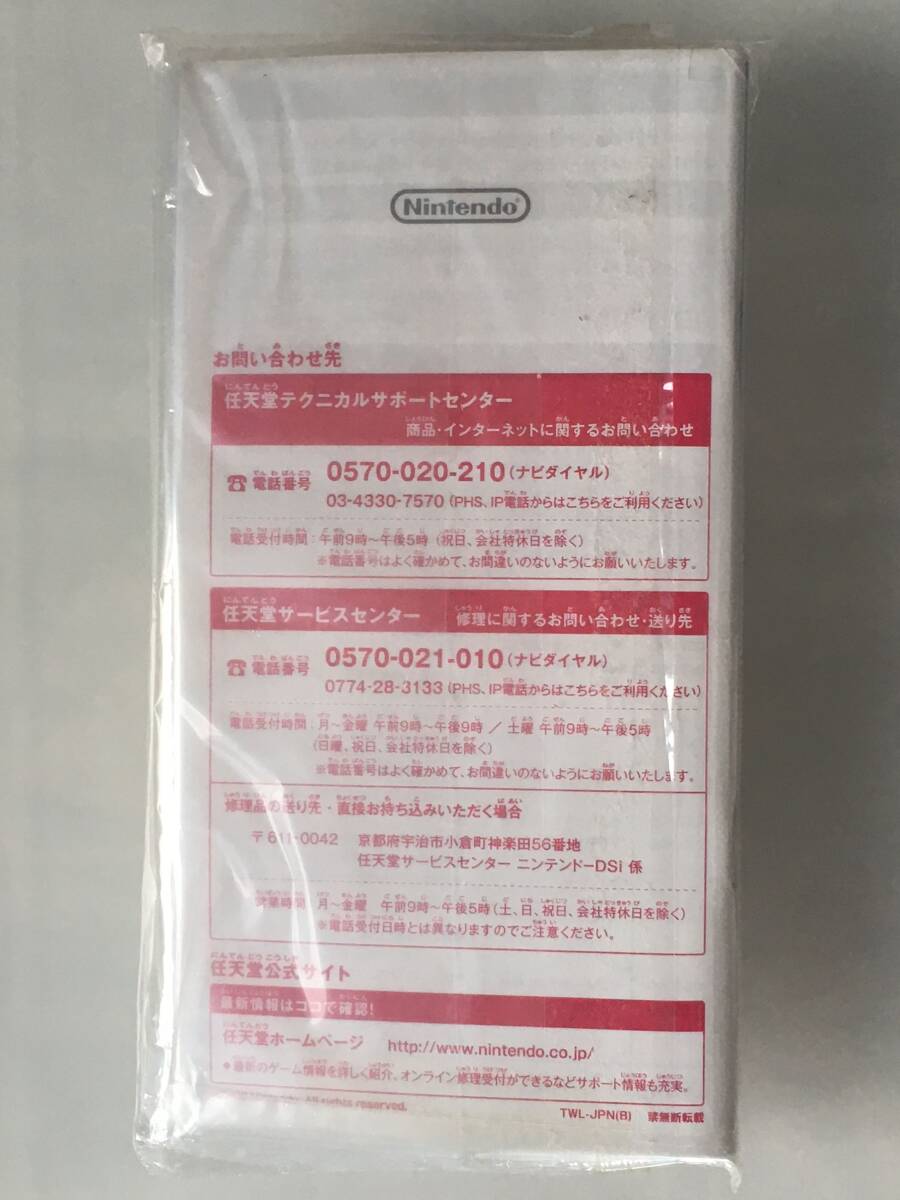 Nintendo
お問い合わせ先
任天堂テクニカルサポートセンター
商品・インターネットに関するお問い合わせ
☎電話番号 0570-020-210(ナビダイヤル)
03-4330-7570(PHS、IP電話からはこちらをご利用ください)
電話受付時間:午前9時~午後5時(祝日、会社特休日を除く)
※電話番号はよく確かめて、お間違いのないようにお願いいたします。
任天堂サービスセンター 修理に関するお問い合わせ・送り先
☎電話番号 0570-021-010(ナビダイヤル)
0774-28-3133(PHS、IP電話からはこちらをご利用ください)
電話受付時間:月~金曜 午前9時~午後9時 / 土曜 午前9時~午後5時
(日曜、祝日、会社特休日を除く)
※電話番号はよく確かめて、お間違いのないようにお願いいたします。
修理品の送り先・直接お持ち込みいただく場合
〒611-0042 京都府宇治市小倉町神楽田56番地
任天堂サービスセンター ニンテンドーDSi 係
営業時間 月~金曜 午前9時~午後5時(土、日、祝日、会社特休日を除く)
※電話受付日時とは異なりますのでご注意ください。
任天堂公式サイト
最新情報はココで確認!
任天堂ホームページ http://www.nintendo.co.jp/
●最新のゲーム情報を詳しく紹介。オンライン修理受付ができるなどサポート情報も充実。
All rights reserved.
TWL-JPN(B) 禁無断転載